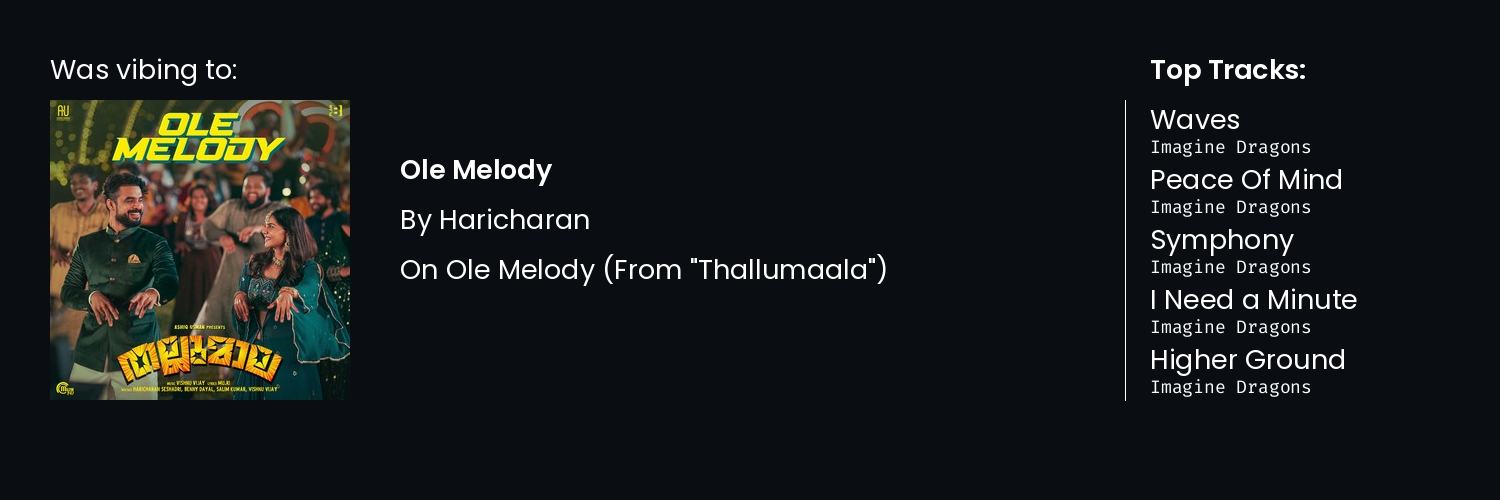 Was vibing to:
AU
OLE
MELODY
ASHIQ USMAN PRESENTS
തല്ലുമാല
MUSIC VISHNU VIJAY LYRICS MU.RI
HARICHARAN SESHADRI, BENNY DAYAL, SALIM KUMAR, VISHNU VIJAY
Ole Melody
By Haricharan
On Ole Melody (From "Thallumaala")
Top Tracks:
Waves
Imagine Dragons
Peace Of Mind
Imagine Dragons
Symphony
Imagine Dragons
I Need a Minute
Imagine Dragons
Higher Ground
Imagine Dragons